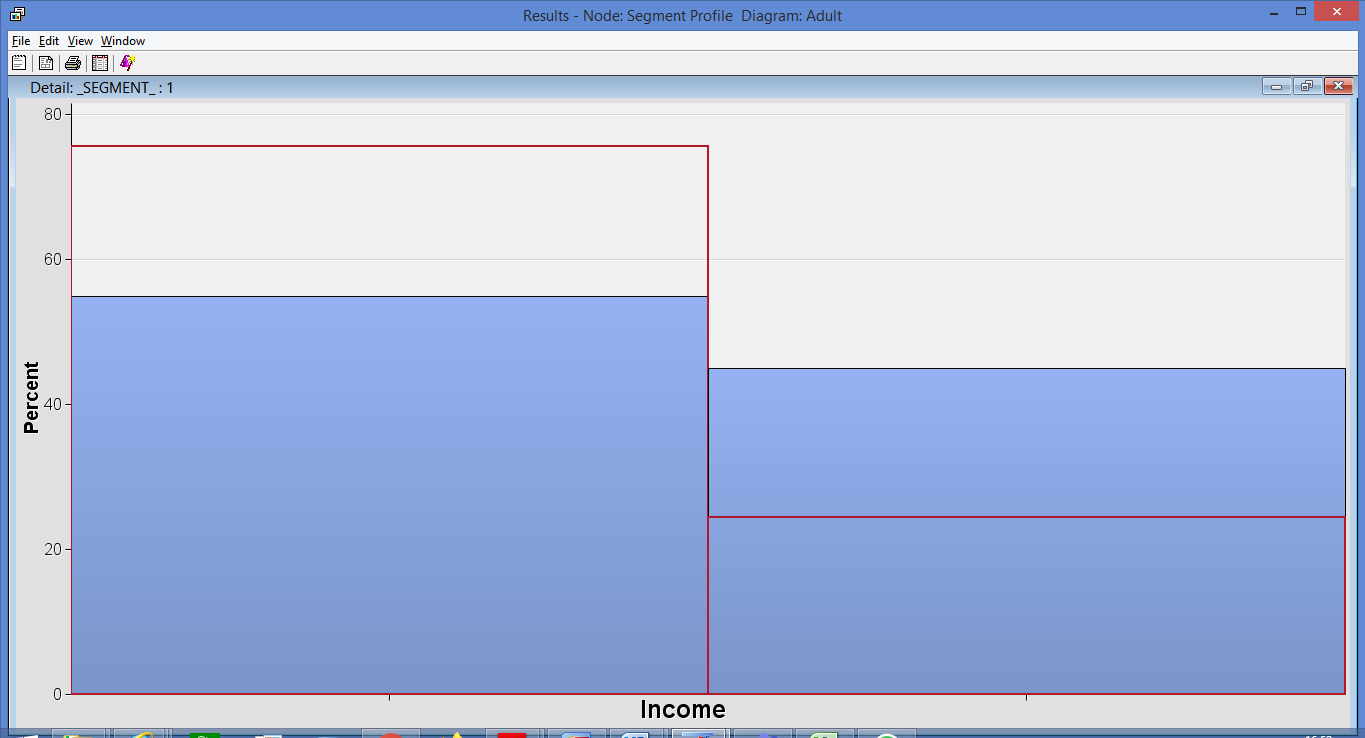 Results - Node: Segment Profile Diagram: Adult
File Edit View Window
Detail: _SEGMENT_ : 1
80
60
40
20
0
Percent
Income